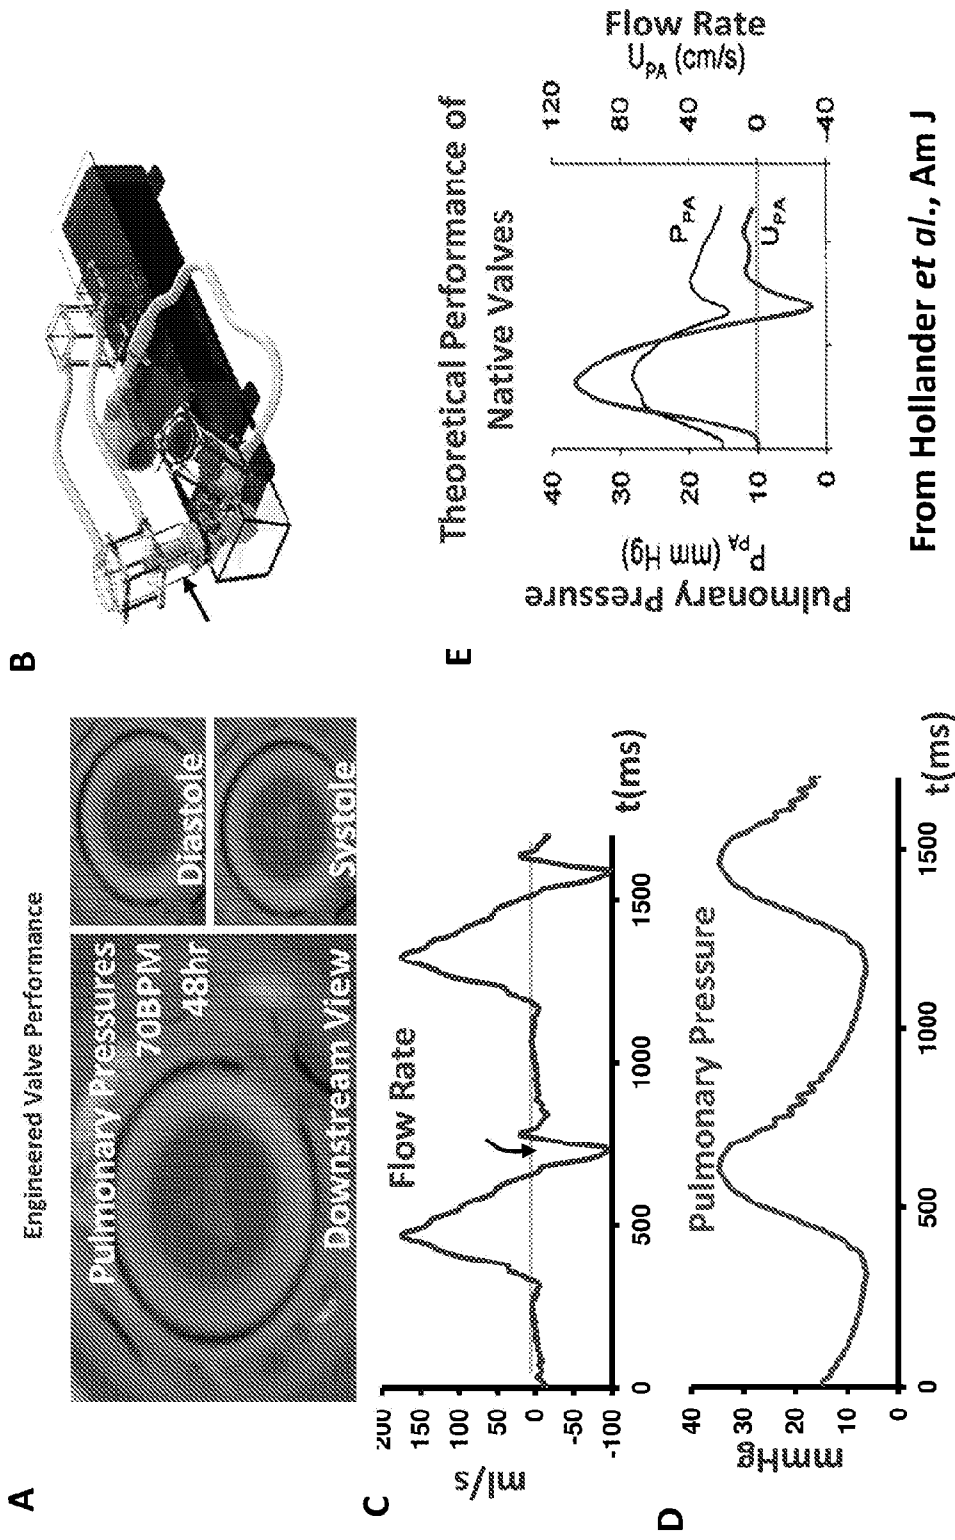 A
Engineered Valve Performance
Pulmonary Pressures
70BPM
48hr
Downstream View
Diastole
Systole
B
C
Flow Rate
ml/s
200
150
100
50
0
-50
-100
0
500
1000
1500
t(ms)
D
Pulmonary Pressure
mmHg
40
30
20
10
0
0
500
1000
1500
t(ms)
E
Theoretical Performance of
Native Valves
Pulmonary Pressure
P_PA (mm Hg)
40
30
20
10
0
P_PA
U_PA
120
80
40
0
-40
Flow Rate
U_PA (cm/s)
From Hollander et al., Am J